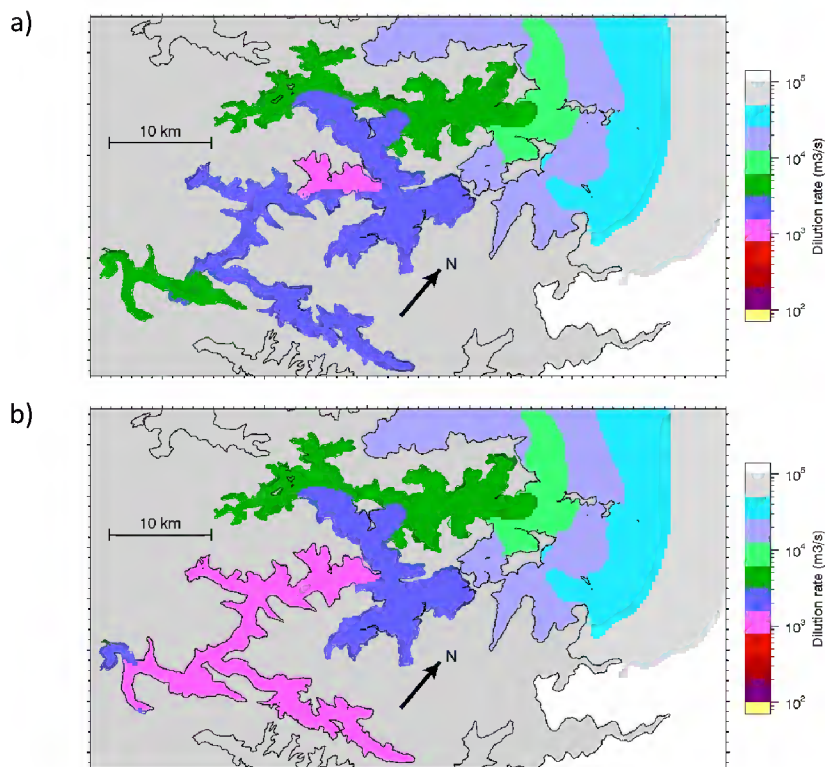 a)
10 km
N
10⁵
10⁴
10³
10²
Dilution rate (m3/s)
b)
10 km
N
10⁵
10⁴
10³
10²
Dilution rate (m3/s)